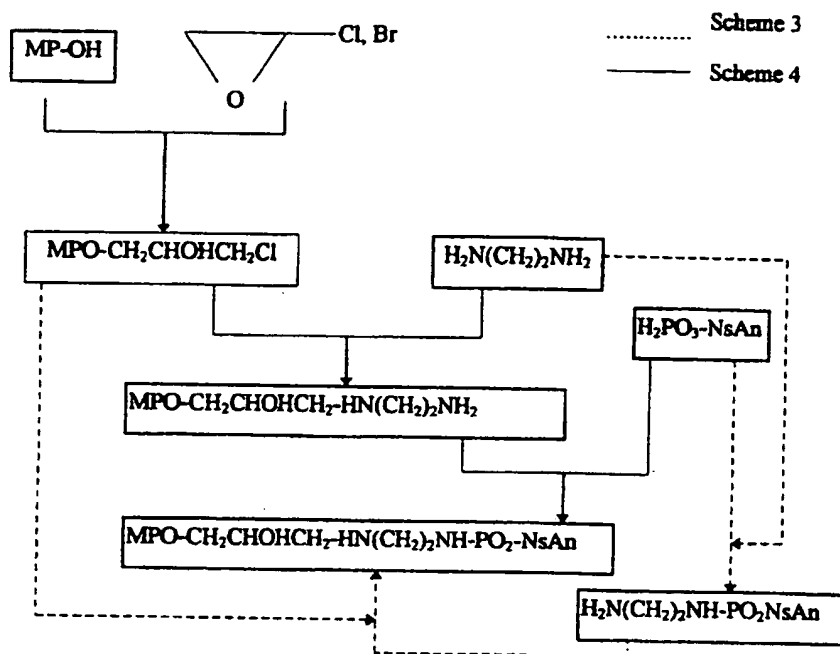 MP-OH
Cl, Br
O
Scheme 3
Scheme 4
MPO-CH₂CHOHCH₂Cl
H₂N(CH₂)₂NH₂
H₂PO₃-NsAn
MPO-CH₂CHOHCH₂-HN(CH₂)₂NH₂
MPO-CH₂CHOHCH₂-HN(CH₂)₂NH-PO₂-NsAn
H₂N(CH₂)₂NH-PO₂NsAn